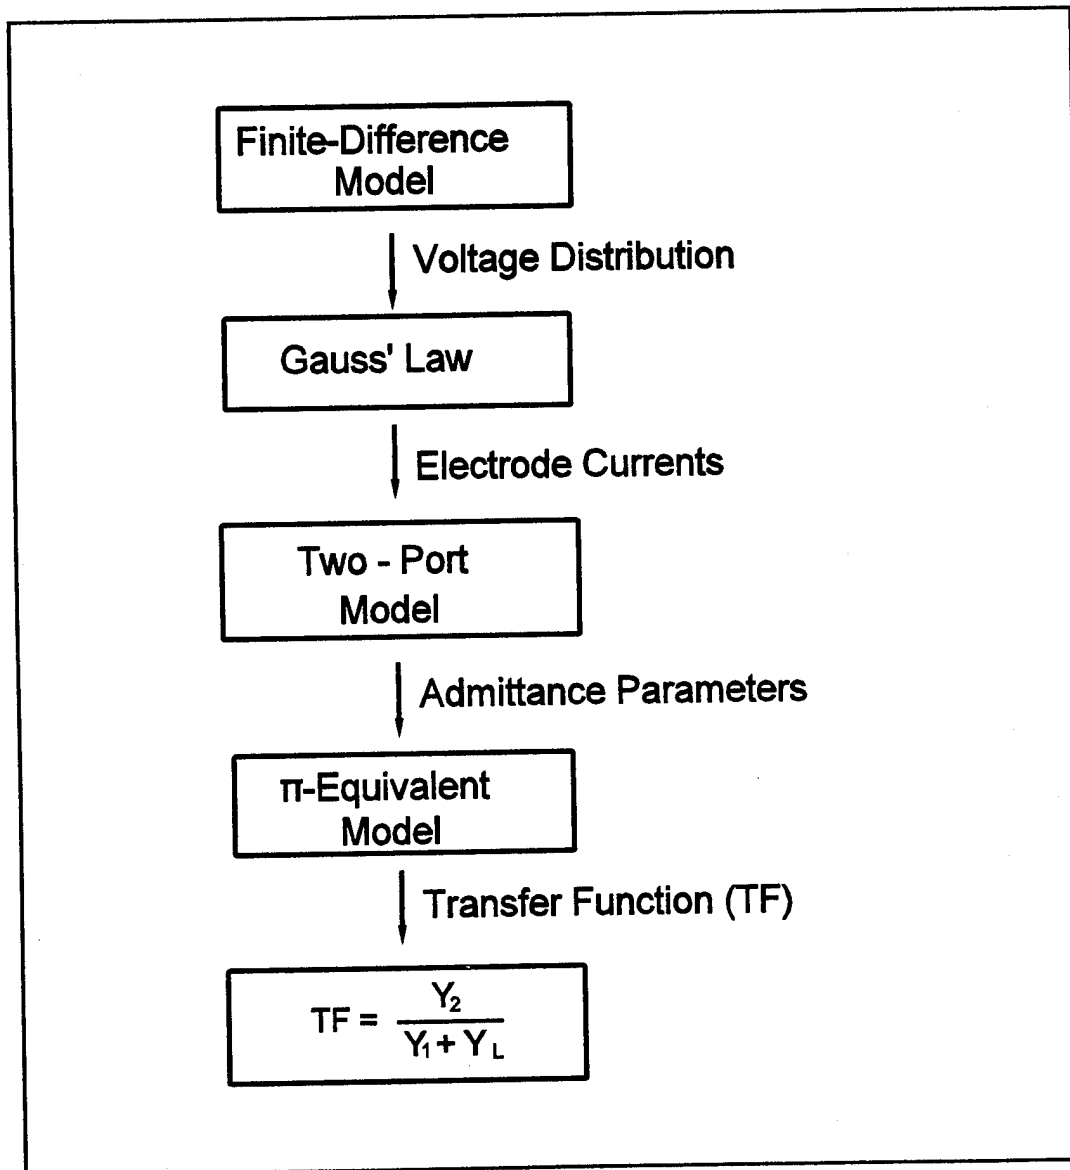 Finite-Difference
Model
Voltage Distribution
Gauss' Law
Electrode Currents
Two - Port
Model
Admittance Parameters
π-Equivalent
Model
Transfer Function (TF)
TF = Y₂ / (Y₁ + Y_L)